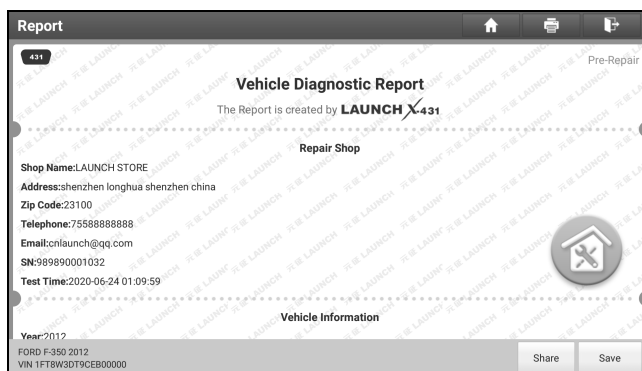 Report
431
Pre-Repair
Vehicle Diagnostic Report
The Report is created by LAUNCH X-431
Repair Shop
Shop Name:LAUNCH STORE
Address:shenzhen longhua shenzhen china
Zip Code:23100
Telephone:75588888888
Email:cnlaunch@qq.com
SN:989890001032
Test Time:2020-06-24 01:09:59
Vehicle Information
Year:2012
FORD F-350 2012
VIN 1FT8W3DT9CEB00000
Share
Save